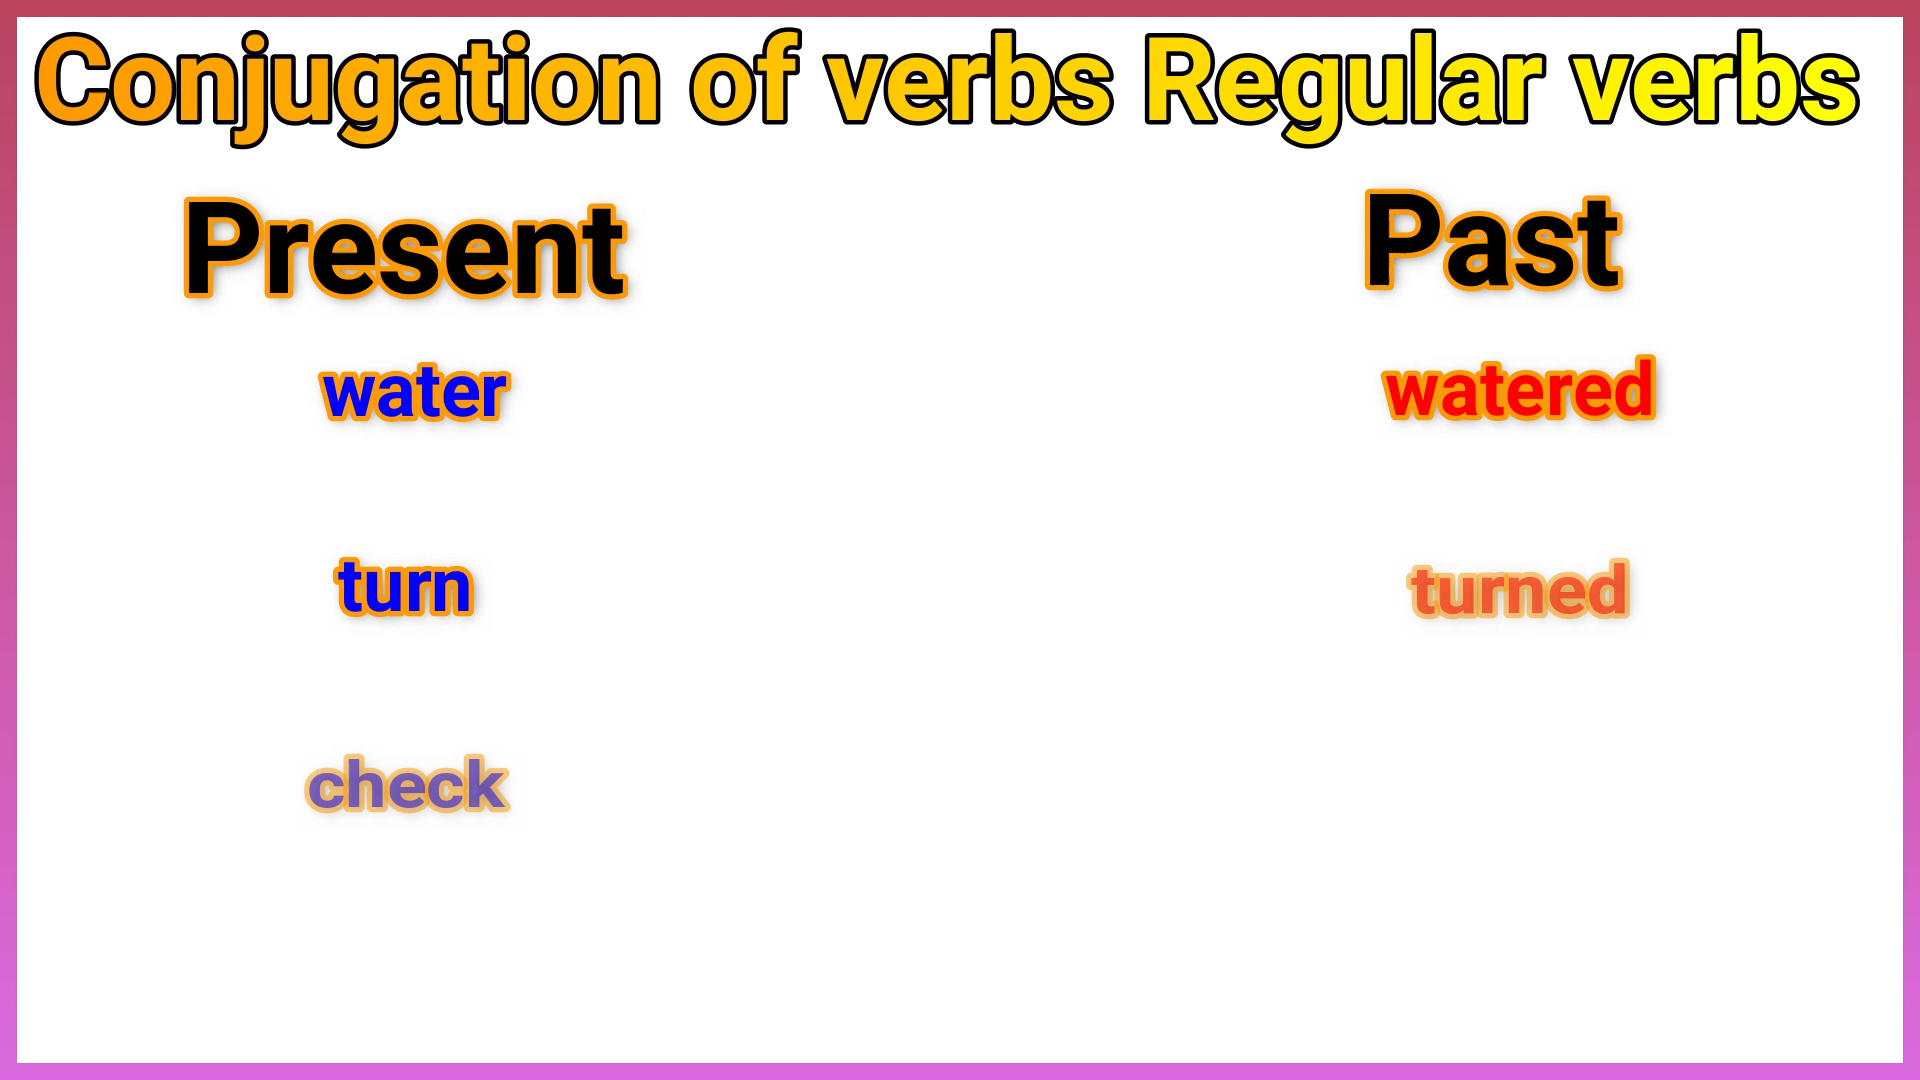 Conjugation of verbs Regular verbs
Present Past
water watered
turn turned
check